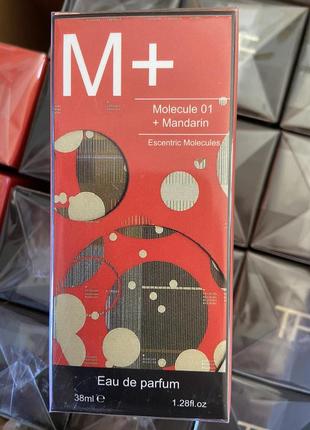 M+
Molecule 01
+ Mandarin
Escentric Molecules
Eau de parfum
38ml ℮ 1.28fl.oz